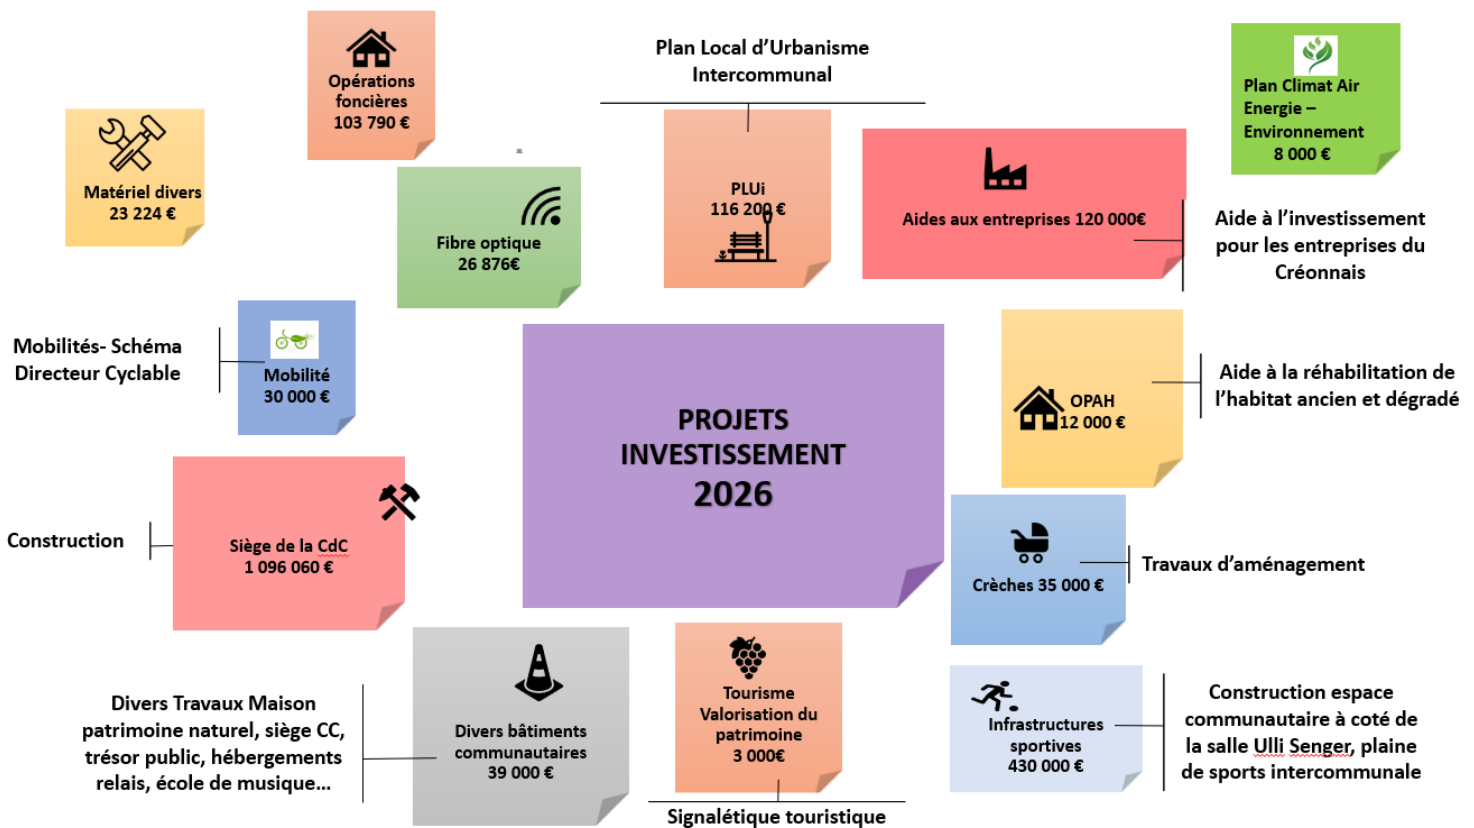 Opérations
foncières
103 790 €
Plan Local d’Urbanisme
Intercommunal
Plan Climat Air
Energie –
Environnement
8 000 €
Matériel divers
23 224 €
Fibre optique
26 876€
PLUi
116 200 €
Aides aux entreprises 120 000€
Aide à l’investissement
pour les entreprises du
Créonnais
Mobilités- Schéma
Directeur Cyclable
Mobilité
30 000 €
PROJETS
INVESTISSEMENT
2026
OPAH
12 000 €
Aide à la réhabilitation de
l’habitat ancien et dégradé
Construction
Siège de la CdC
1 096 060 €
Crèches 35 000 €
Travaux d’aménagement
Divers Travaux Maison
patrimoine naturel, siège CC,
trésor public, hébergements
relais, école de musique...
Divers bâtiments
communautaires
39 000 €
Tourisme
Valorisation du
patrimoine
3 000€
Signalétique touristique
Infrastructures
sportives
430 000 €
Construction espace
communautaire à coté de
la salle Ulli Senger, plaine
de sports intercommunale